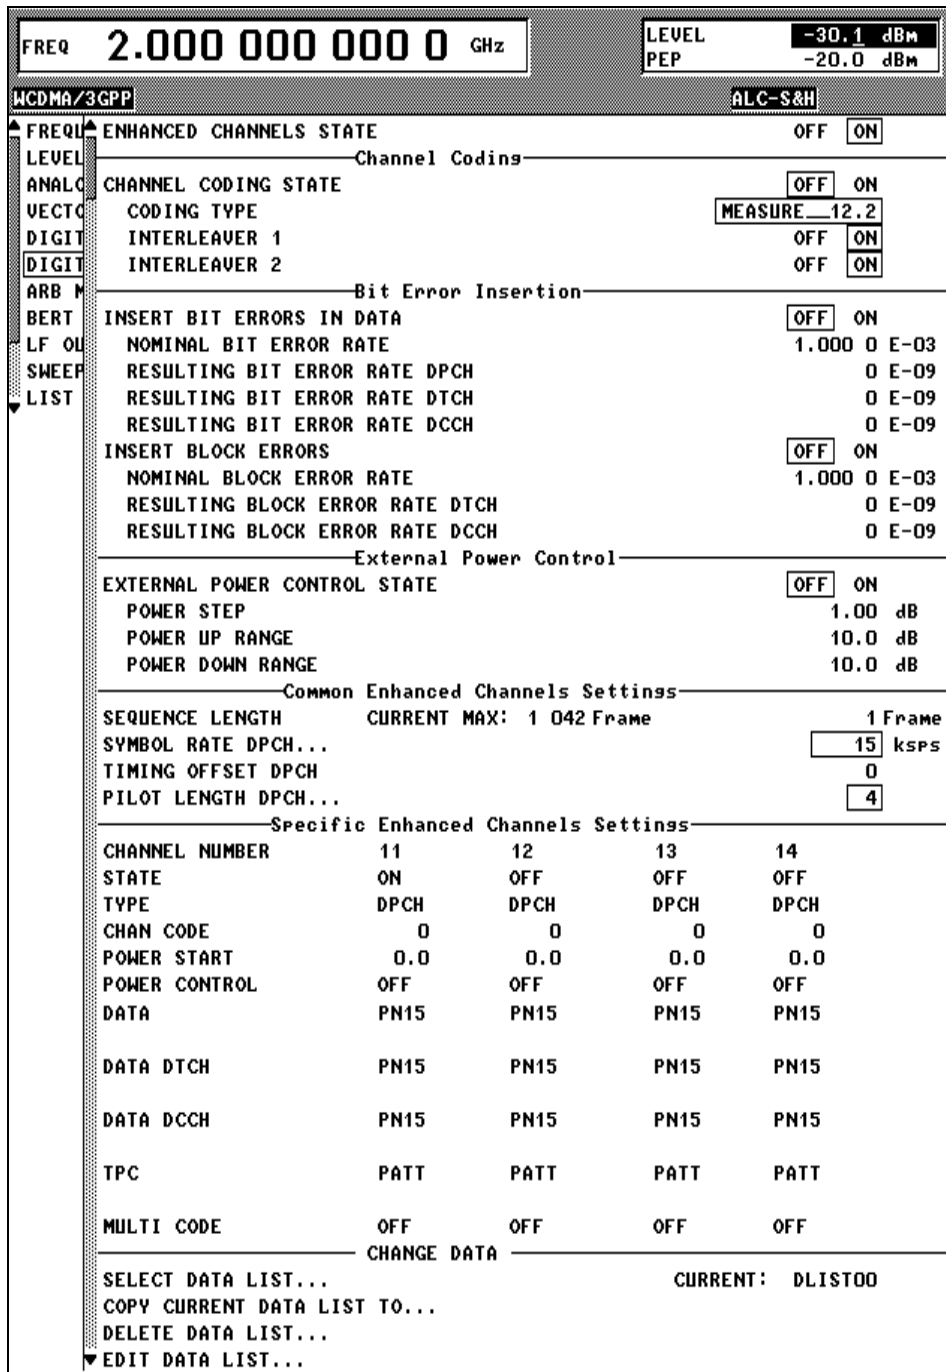 FREQ 2.000 000 000 0 GHz LEVEL -30.1 dBm
PEP -20.0 dBm
WCDMA/3GPP ALC-S&H
FREQU ENHANCED CHANNELS STATE OFF ON
LEVEL Channel Coding
ANALO CHANNEL CODING STATE OFF ON
VECTO CODING TYPE MEASURE__12.2
DIGIT INTERLEAVER 1 OFF ON
DIGIT INTERLEAVER 2 OFF ON
ARB M Bit Error Insertion
BERT INSERT BIT ERRORS IN DATA OFF ON
LF OU NOMINAL BIT ERROR RATE 1.000 0 E-03
SWEEP RESULTING BIT ERROR RATE DPCH 0 E-09
LIST RESULTING BIT ERROR RATE DTCH 0 E-09
RESULTING BIT ERROR RATE DCCH 0 E-09
INSERT BLOCK ERRORS OFF ON
NOMINAL BLOCK ERROR RATE 1.000 0 E-03
RESULTING BLOCK ERROR RATE DTCH 0 E-09
RESULTING BLOCK ERROR RATE DCCH 0 E-09
External Power Control
EXTERNAL POWER CONTROL STATE OFF ON
POWER STEP 1.00 dB
POWER UP RANGE 10.0 dB
POWER DOWN RANGE 10.0 dB
Common Enhanced Channels Settings
SEQUENCE LENGTH CURRENT MAX: 1 042 Frame 1 Frame
SYMBOL RATE DPCH... 15 ksps
TIMING OFFSET DPCH 0
PILOT LENGTH DPCH... 4
Specific Enhanced Channels Settings
CHANNEL NUMBER 11 12 13 14
STATE ON OFF OFF OFF
TYPE DPCH DPCH DPCH DPCH
CHAN CODE 0 0 0 0
POWER START 0.0 0.0 0.0 0.0
POWER CONTROL OFF OFF OFF OFF
DATA PN15 PN15 PN15 PN15
DATA DTCH PN15 PN15 PN15 PN15
DATA DCCH PN15 PN15 PN15 PN15
TPC PATT PATT PATT PATT
MULTI CODE OFF OFF OFF OFF
CHANGE DATA
SELECT DATA LIST... CURRENT: DLIST00
COPY CURRENT DATA LIST TO...
DELETE DATA LIST...
EDIT DATA LIST...